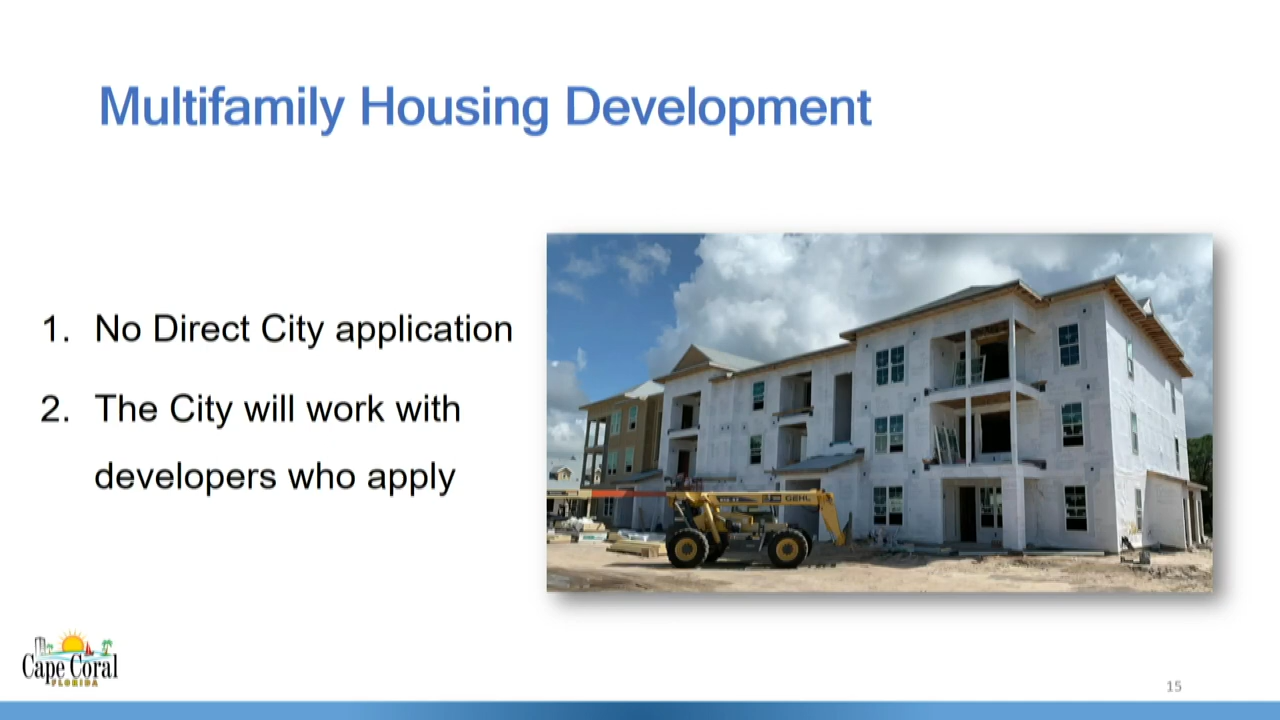 Multifamily Housing Development
1. No Direct City application
2. The City will work with
developers who apply
GEHL
Cape Coral
FLORIDA
15